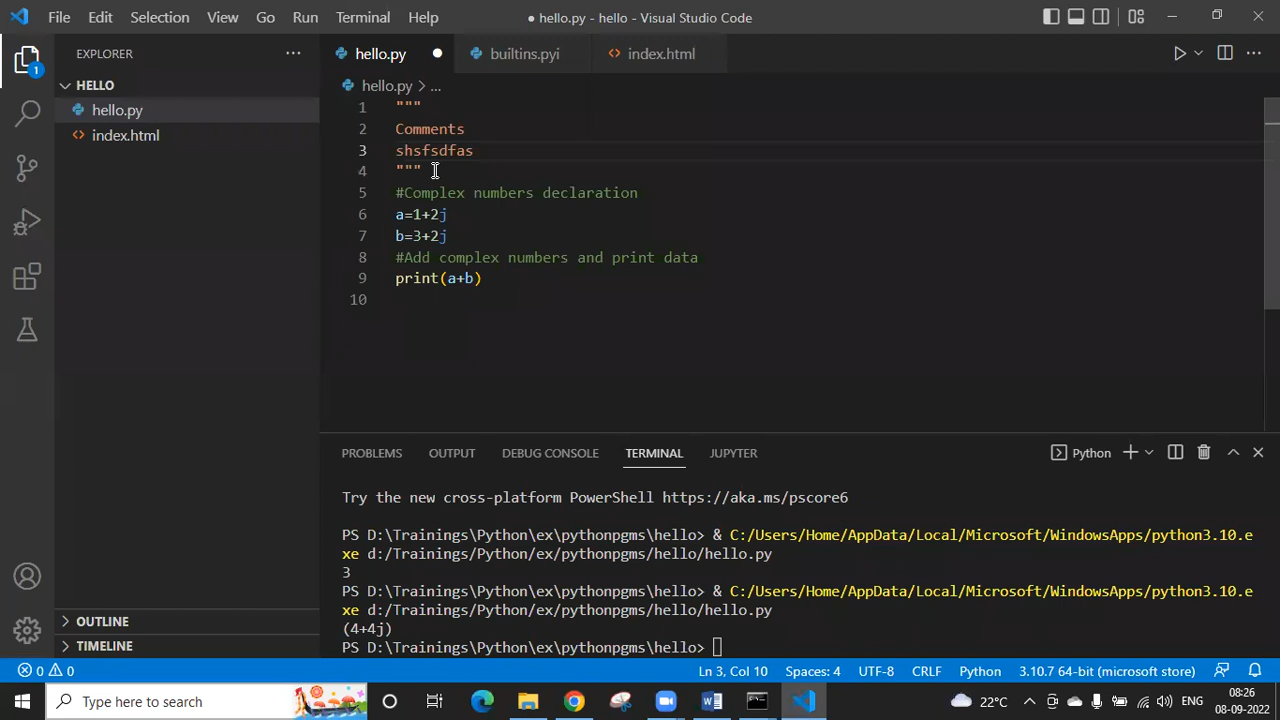 File Edit Selection View Go Run Terminal Help
● hello.py - hello - Visual Studio Code
EXPLORER
hello.py ●
builtins.pyi
index.html
HELLO
hello.py
index.html
hello.py > ...
1 """
2 Comments
3 shsfsdfas
4 """
5 #Complex numbers declaration
6 a=1+2j
7 b=3+2j
8 #Add complex numbers and print data
9 print(a+b)
10
1
PROBLEMS OUTPUT DEBUG CONSOLE TERMINAL JUPYTER
Python
Try the new cross-platform PowerShell https://aka.ms/pscore6
PS D:\Trainings\Python\ex\pythonpgms\hello> & C:/Users/Home/AppData/Local/Microsoft/WindowsApps/python3.10.e
xe d:/Trainings/Python/ex/pythonpgms/hello/hello.py
3
PS D:\Trainings\Python\ex\pythonpgms\hello> & C:/Users/Home/AppData/Local/Microsoft/WindowsApps/python3.10.e
xe d:/Trainings/Python/ex/pythonpgms/hello/hello.py
(4+4j)
PS D:\Trainings\Python\ex\pythonpgms\hello>
OUTLINE
TIMELINE
0 0
Ln 3, Col 10 Spaces: 4 UTF-8 CRLF Python 3.10.7 64-bit (microsoft store)
Type here to search
22°C
ENG
08:26
08-09-2022